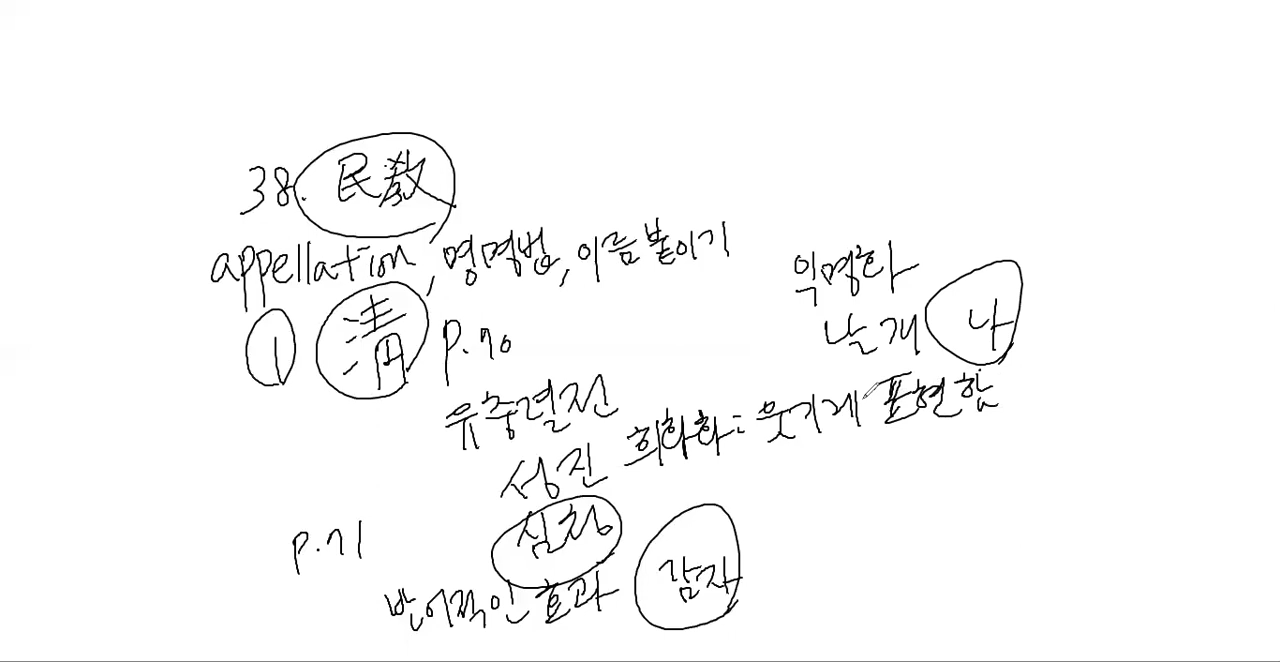 38. 民敎
appellation, 명명법, 이름붙이기
① 淸 p.70
익명화
날개 나
유충렬전
성진 희화화: 웃기게 표현함
심청
p.71
반어적인 효과 감자